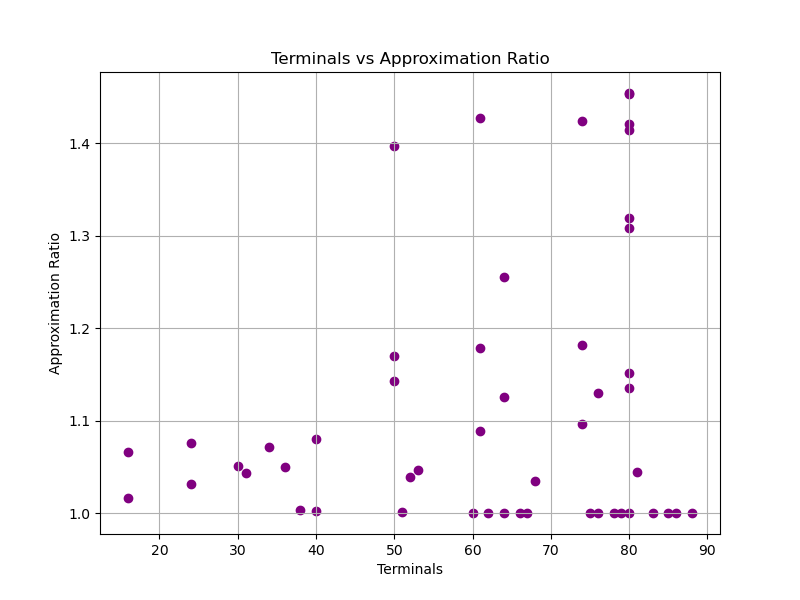 Terminals vs Approximation Ratio
Approximation Ratio
1.4
1.3
1.2
1.1
1.0
20 30 40 50 60 70 80 90
Terminals